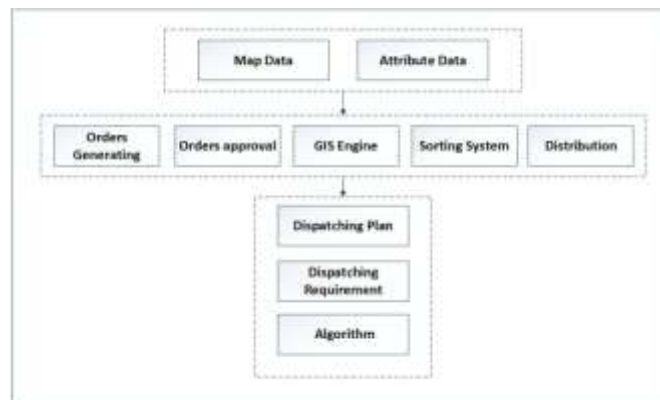 Map Data
Attribute Data
Orders
Generating
Orders approval
GIS Engine
Sorting System
Distribution
Dispatching Plan
Dispatching
Requirement
Algorithm